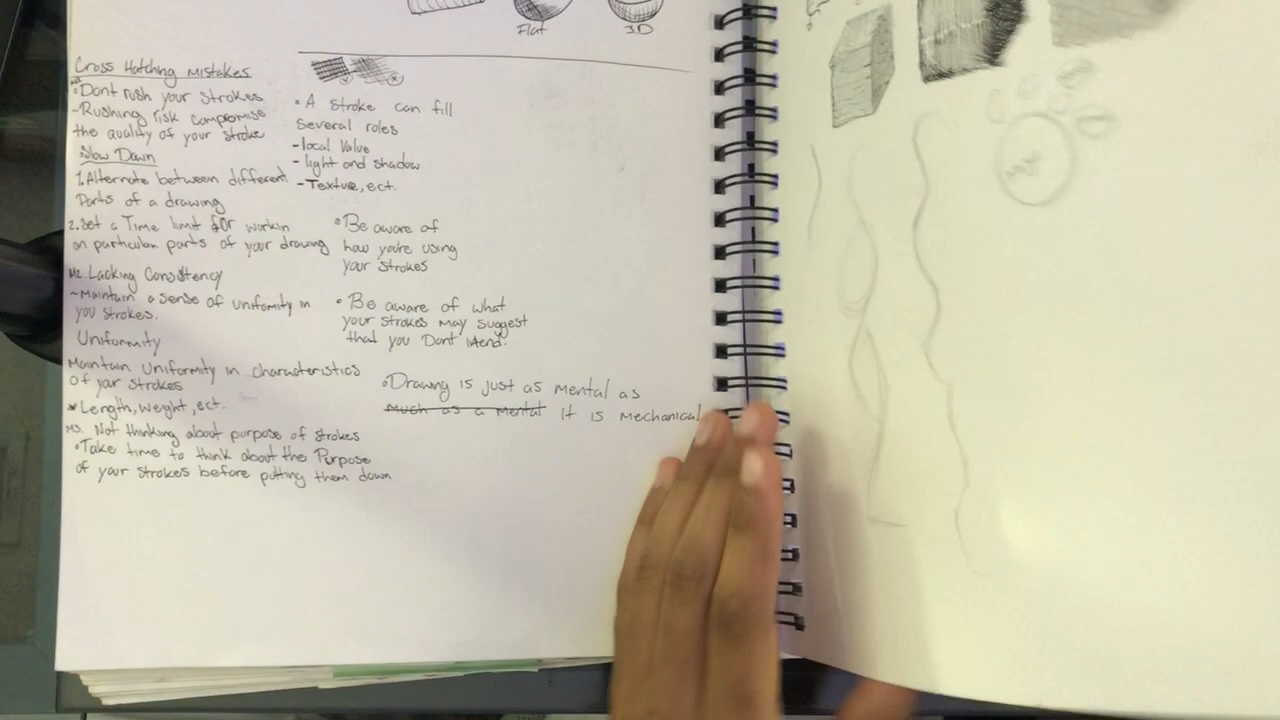 Flat
3D
Cross Hatching Mistakes
Dont rush your strokes
~Rushing risk compromise
the quality of your stroke
Slow Down
1. Alternate between different
Parts of a drawing
2. Set a Time limit for workin
on particular parts of your drawing
M2. Lacking Consistency
~Maintain a sense of uniformity in
you strokes.
Uniformity
Maintain Uniformity in characteristics
of your strokes
*Length, weight, ect.
M3. Not thinking about purpose of strokes
•Take time to think about the Purpose
of your strokes before putting them down
• A stroke can fill
several roles
-local Value
-light and shadow
-Texture, ect.
•Be aware of
how you're using
your strokes
• Be aware of what
your strokes may suggest
that you Dont intend.
•Drawing is just as mental as
much as a mental It is mechanical